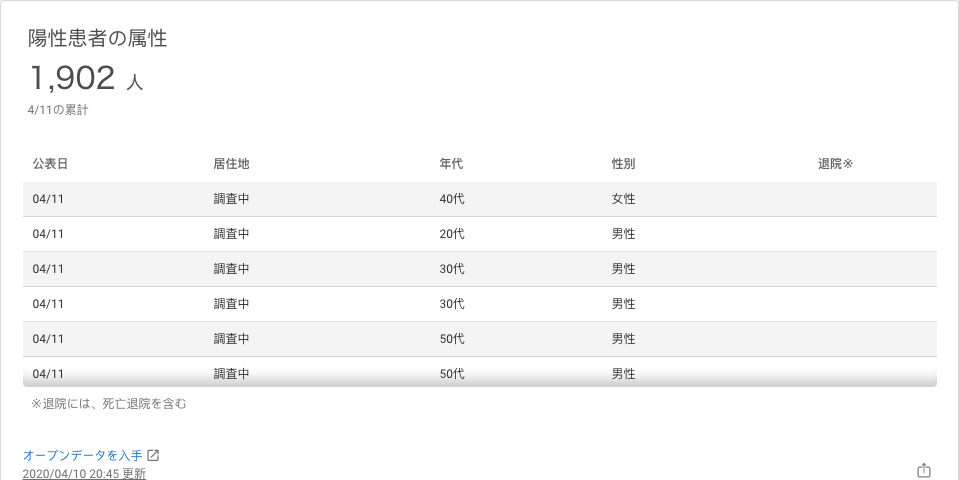 陽性患者の属性
1,902 人
4/11の累計
公表日 居住地 年代 性別 退院※
04/11 調査中 40代 女性
04/11 調査中 20代 男性
04/11 調査中 30代 男性
04/11 調査中 30代 男性
04/11 調査中 50代 男性
04/11 調査中 50代 男性
※退院には、死亡退院を含む
オープンデータを入手
2020/04/10 20:45 更新